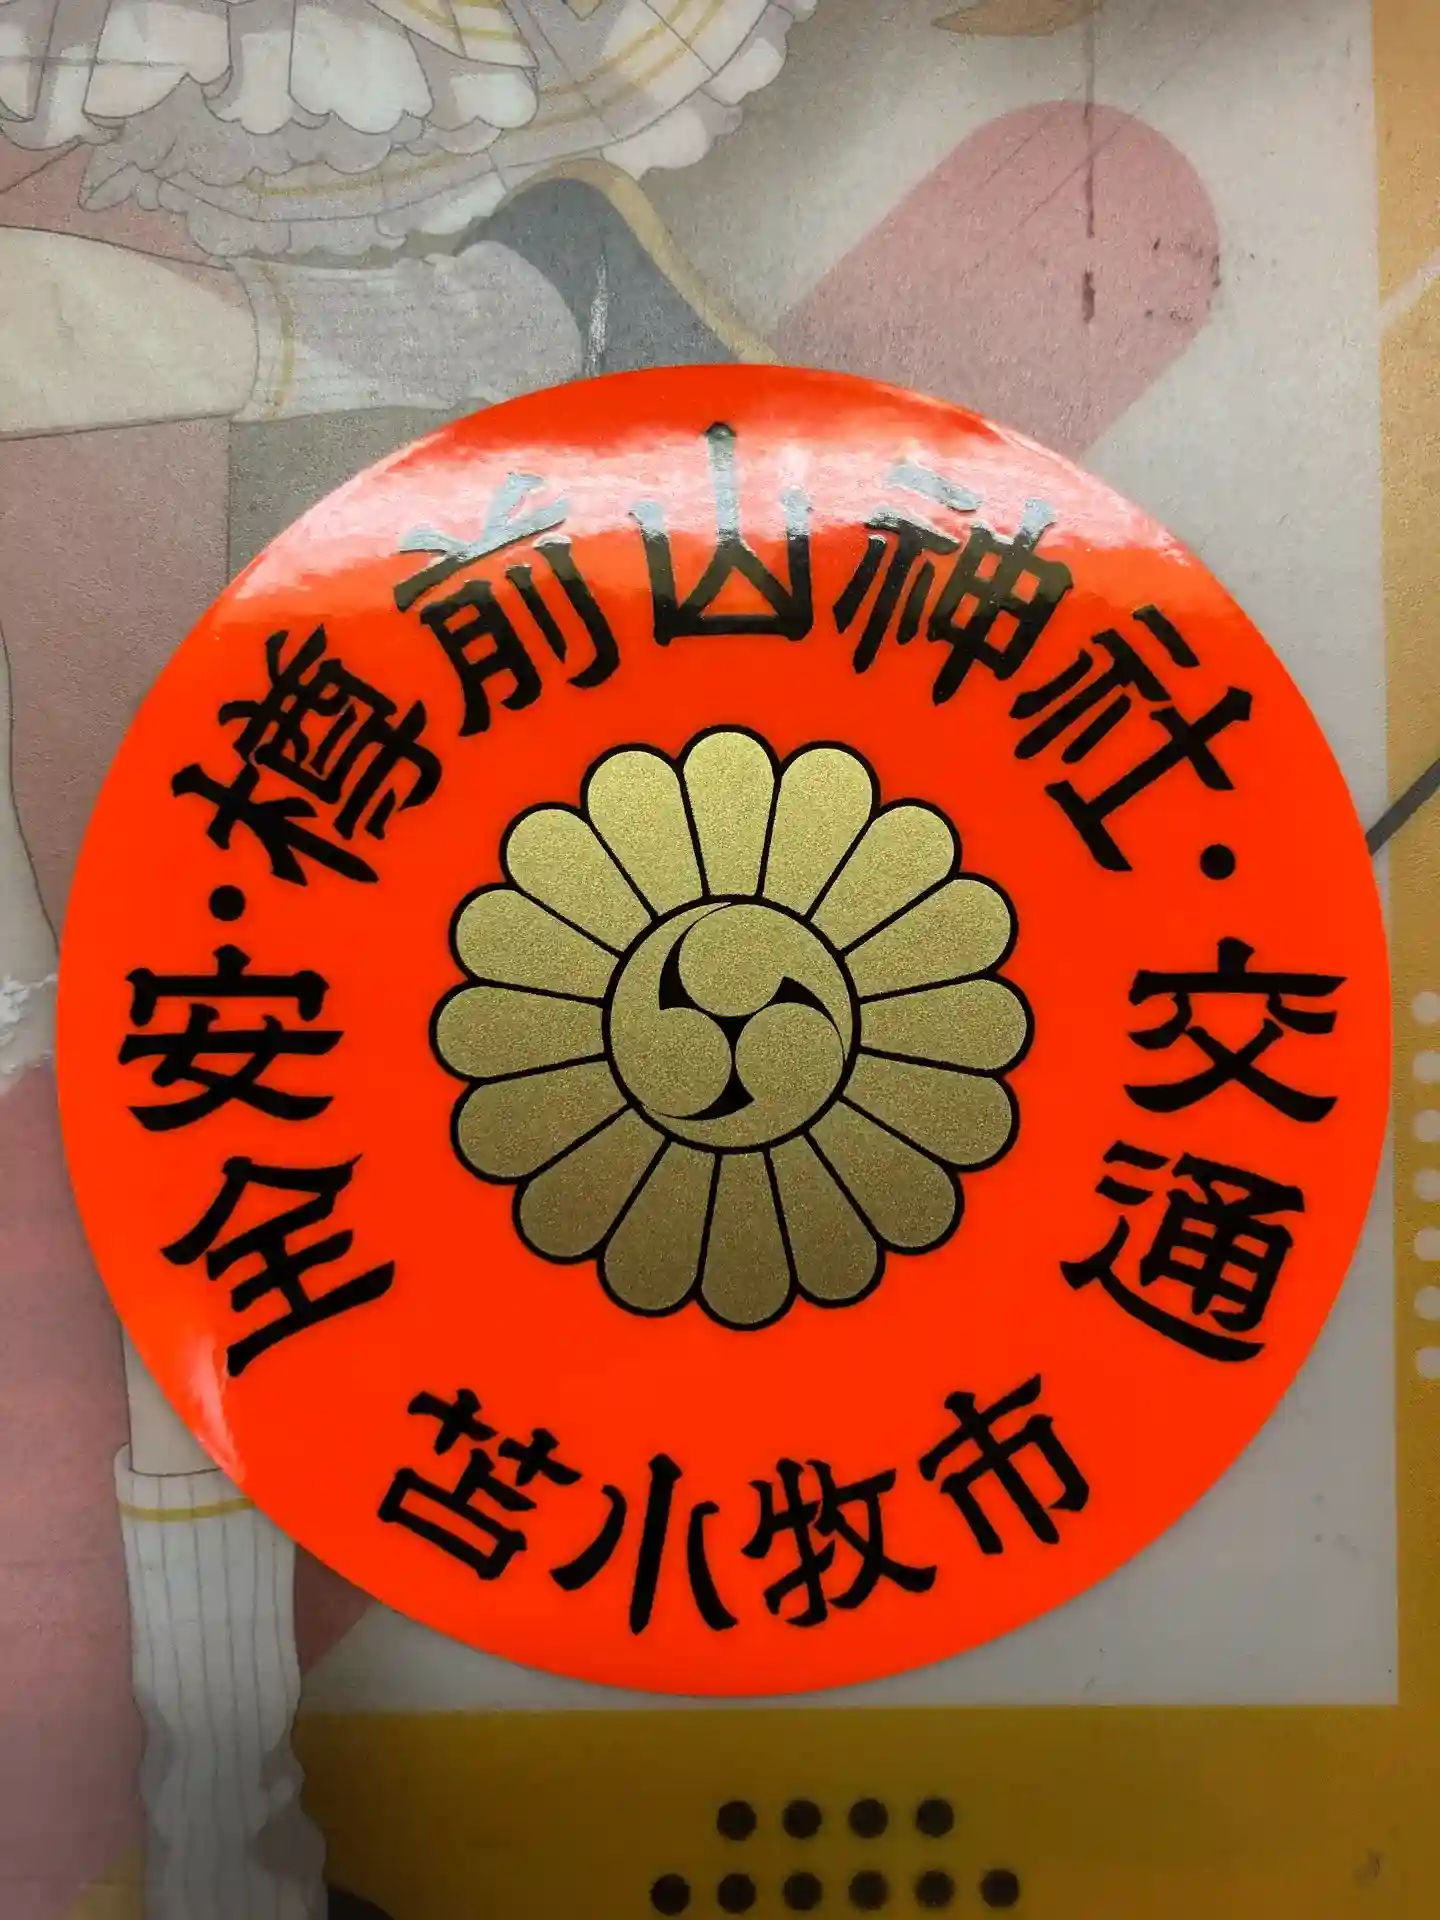 樽前山神社
交通
安全
苫小牧市